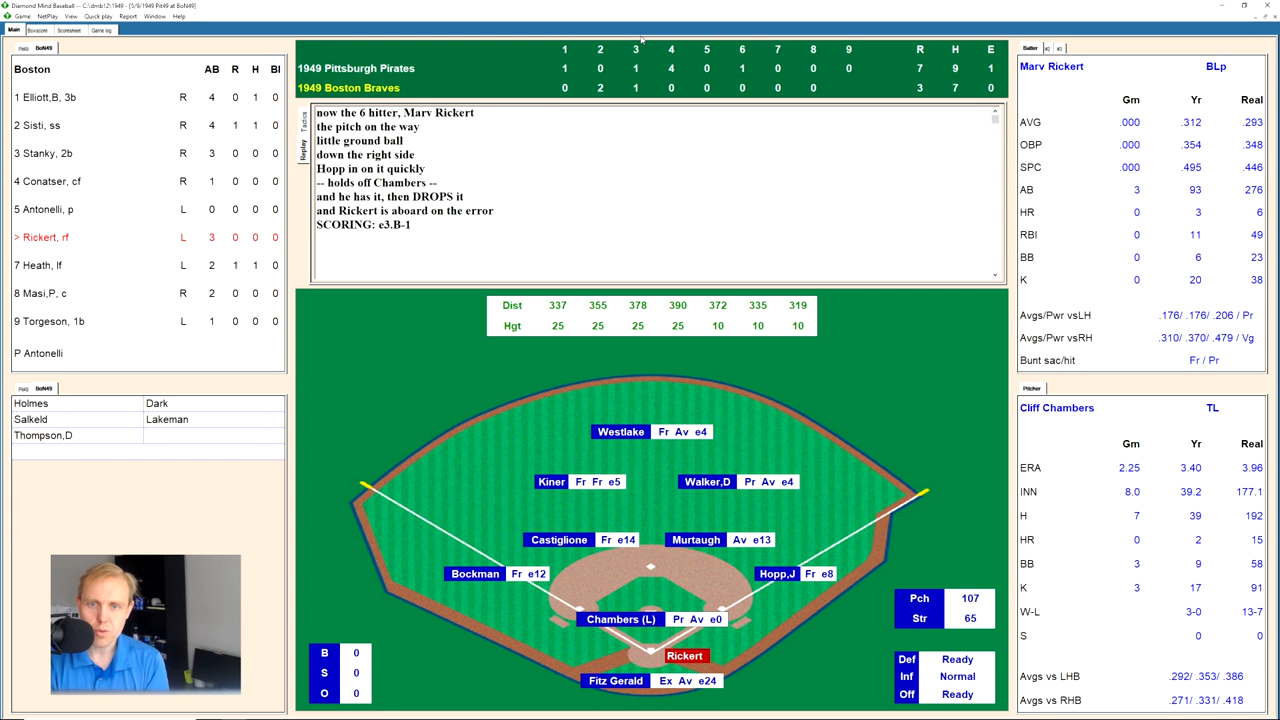 Diamond Mind Baseball -- C:\dmb12\1949 - [5/9/1949 Pit49 at BoN49]
Game NetPlay View Quick play Report Window Help
Main Boxscore Scoresheet Game log
Pit49 BoN49
Boston AB R H BI
1 Elliott,B, 3b R 4 0 1 0
2 Sisti, ss R 4 1 1 0
3 Stanky, 2b R 3 0 0 0
4 Conatser, cf R 1 0 0 0
5 Antonelli, p L 0 0 0 0
> Rickert, rf L 3 0 0 0
7 Heath, lf L 2 1 1 0
8 Masi,P, c R 2 0 0 0
9 Torgeson, 1b L 1 0 0 0
P Antonelli
Pit49 BoN49
Holmes Dark
Salkeld Lakeman
Thompson,D
1 2 3 4 5 6 7 8 9 R H E
1949 Pittsburgh Pirates 1 0 1 4 0 1 0 0 0 7 9 1
1949 Boston Braves 0 2 1 0 0 0 0 0 3 7 0
Tactics
Replay
now the 6 hitter, Marv Rickert
the pitch on the way
little ground ball
down the right side
Hopp in on it quickly
-- holds off Chambers --
and he has it, then DROPS it
and Rickert is aboard on the error
SCORING: e3.B-1
Dist 337 355 378 390 372 335 319
Hgt 25 25 25 25 10 10 10
Westlake Fr Av e4
Kiner Fr Fr e5
Walker,D Pr Av e4
Castiglione Fr e14
Murtaugh Av e13
Bockman Fr e12
Hopp,J Fr e8
Chambers (L) Pr Av e0
Rickert
Fitz Gerald Ex Av e24
B 0
S 0
O 0
Pch 107
Str 65
Def Ready
Inf Normal
Off Ready
Batter
Marv Rickert BLp
Gm Yr Real
AVG .000 .312 .293
OBP .000 .354 .348
SPC .000 .495 .446
AB 3 93 276
HR 0 3 6
RBI 0 11 49
BB 0 6 23
K 0 20 38
Avgs/Pwr vsLH .176/ .176/ .206 / Pr
Avgs/Pwr vsRH .310/ .370/ .479 / Vg
Bunt sac/hit Fr / Pr
Pitcher
Cliff Chambers TL
Gm Yr Real
ERA 2.25 3.40 3.96
INN 8.0 39.2 177.1
H 7 39 192
HR 0 2 15
BB 3 9 58
K 3 17 91
W-L 3-0 13-7
S 0 0
Avgs vs LHB .292/ .353/ .386
Avgs vs RHB .271/ .331/ .418